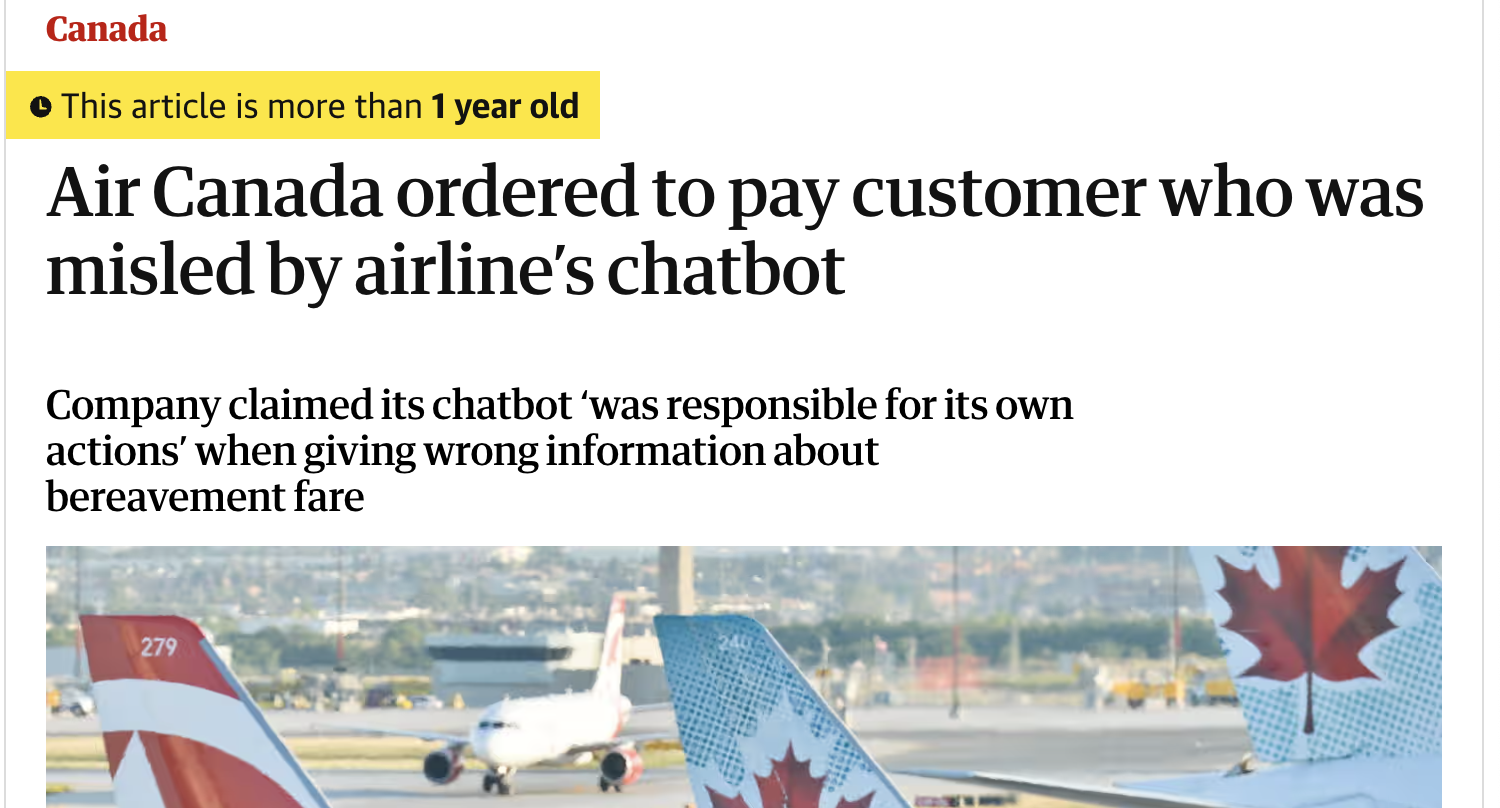 Canada
This article is more than 1 year old
Air Canada ordered to pay customer who was
misled by airline’s chatbot
Company claimed its chatbot ‘was responsible for its own
actions’ when giving wrong information about
bereavement fare
279
240